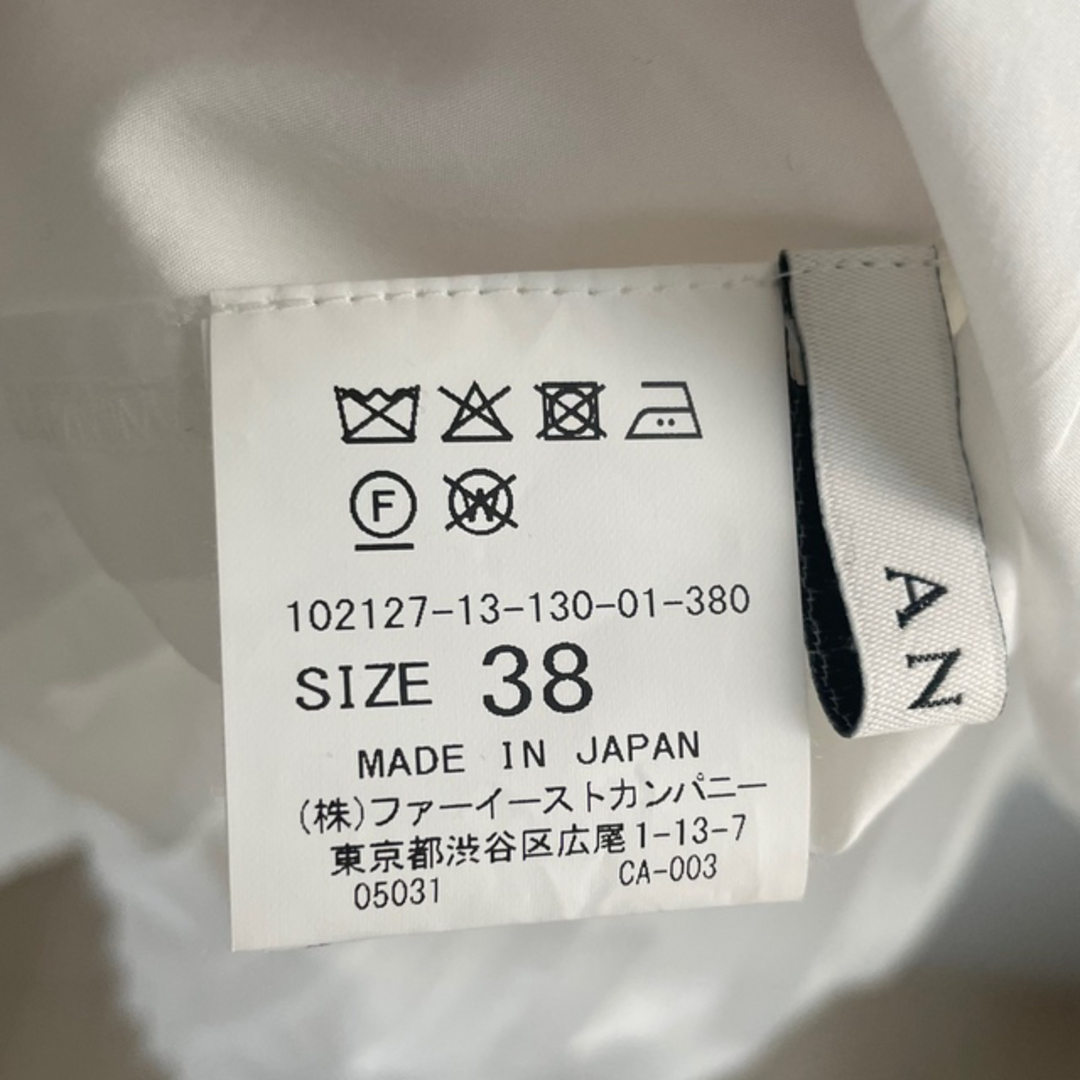 F W
102127-13-130-01-380
SIZE 38
MADE IN JAPAN
(株)ファーイーストカンパニー
東京都渋谷区広尾1-13-7
05031 CA-003
AN